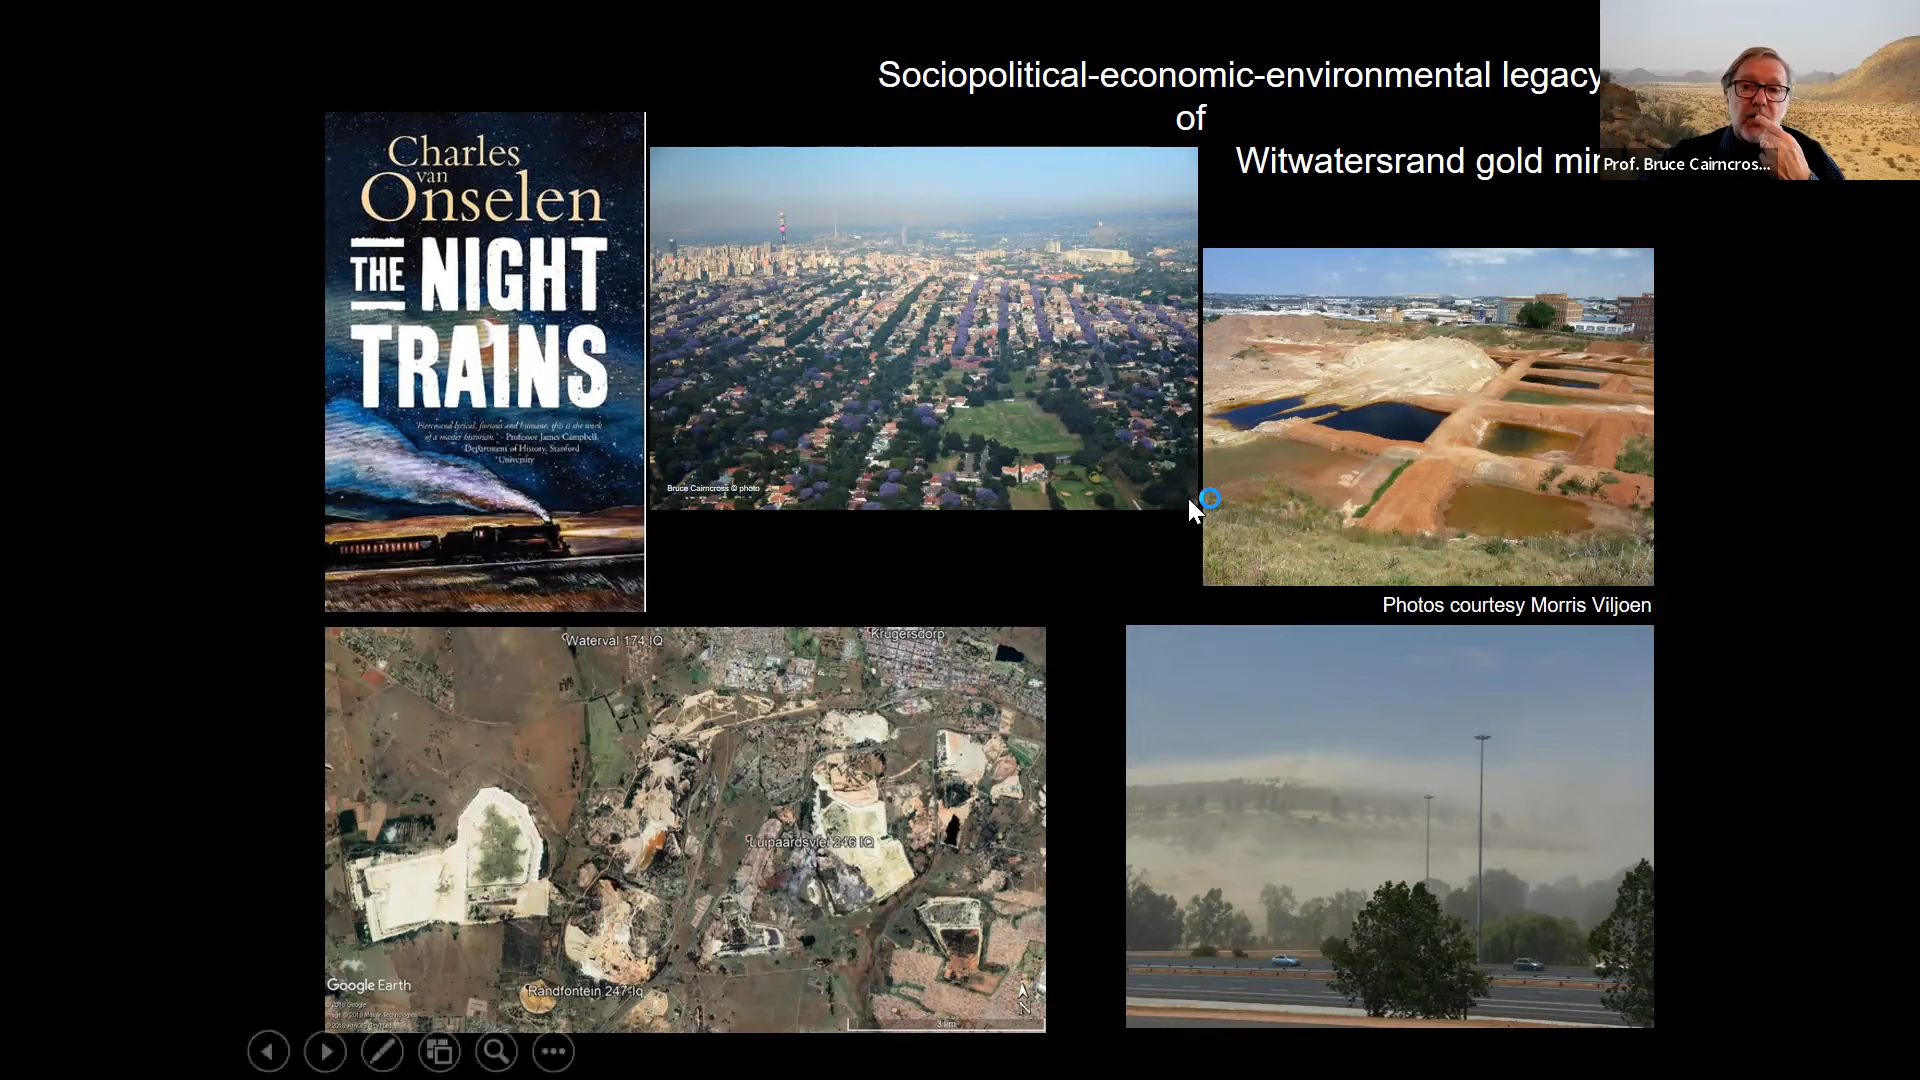 Sociopolitical-economic-environmental legacy
of
Witwatersrand gold
Prof. Bruce Cairncros...
Charles
van
Onselen
THE NIGHT
TRAINS
'Fierce and lyrical, furious and humane, this is the work
of a master historian.' – Professor James Campbell,
Department of History, Stanford
University
Bruce Cairncross © photo
Photos courtesy Morris Viljoen
Waterval 174 IQ
Krugersdorp
Luipaardsvlei 246 IQ
Randfontein 247-Iq
Google Earth
N
3 km